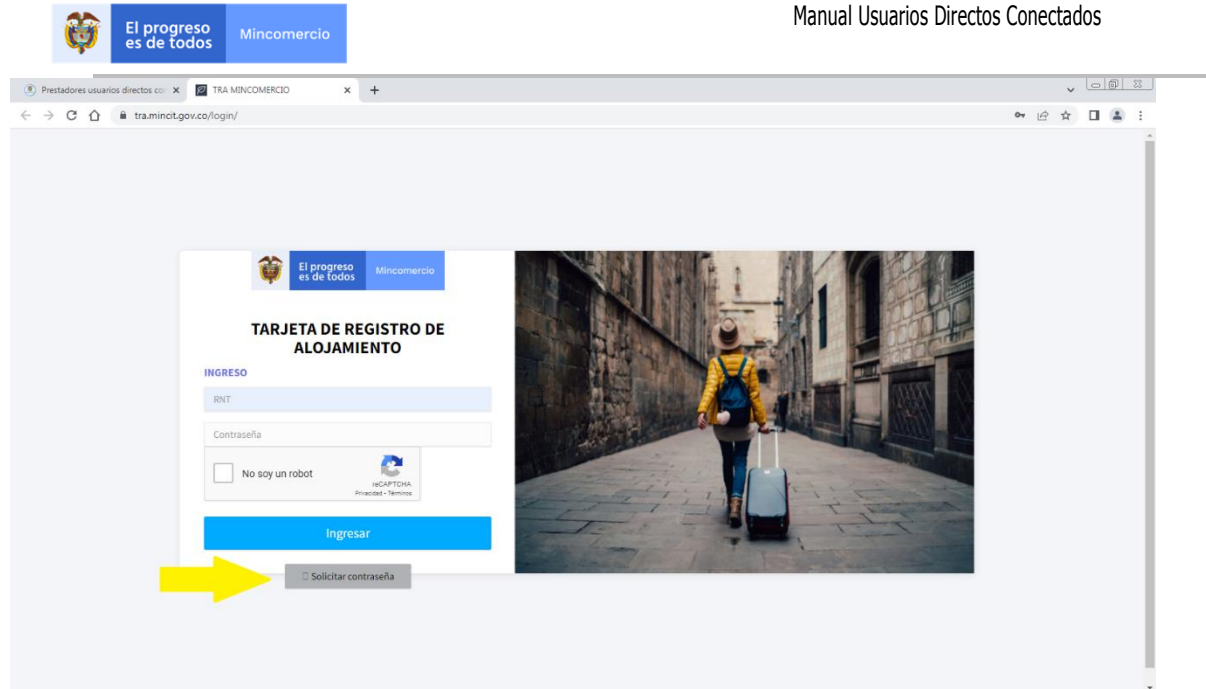 El progreso
es de todos
Mincomercio
Manual Usuarios Directos Conectados
Prestadores usuarios directos co
TRA MINCOMERCIO
tra.mincit.gov.co/login/
El progreso
es de todos
Mincomercio
TARJETA DE REGISTRO DE
ALOJAMIENTO
INGRESO
RNT
Contraseña
No soy un robot
reCAPTCHA
Privacidad - Términos
Ingresar
Solicitar contraseña